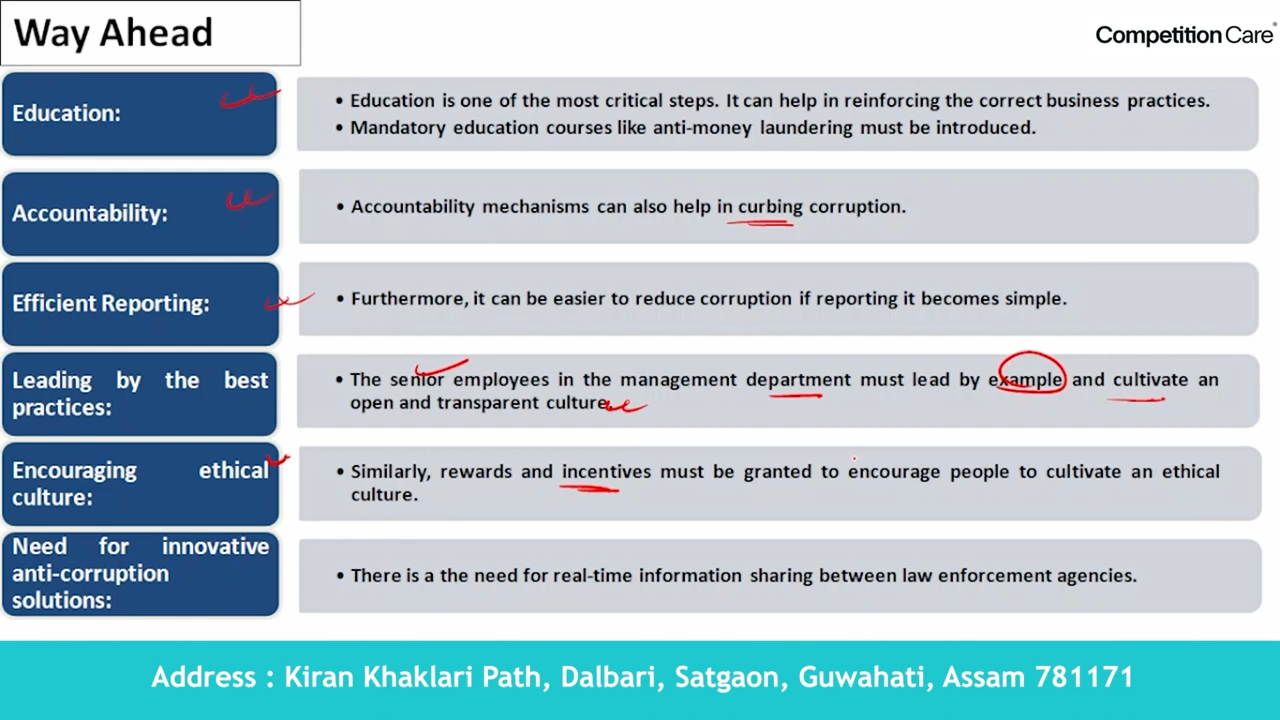 Way Ahead
Competition Care
Education:
• Education is one of the most critical steps. It can help in reinforcing the correct business practices.
• Mandatory education courses like anti-money laundering must be introduced.
Accountability:
• Accountability mechanisms can also help in curbing corruption.
Efficient Reporting:
• Furthermore, it can be easier to reduce corruption if reporting it becomes simple.
Leading by the best
practices:
• The senior employees in the management department must lead by example and cultivate an
open and transparent culture.
Encouraging ethical
culture:
• Similarly, rewards and incentives must be granted to encourage people to cultivate an ethical
culture.
Need for innovative
anti-corruption
solutions:
• There is a the need for real-time information sharing between law enforcement agencies.
Address : Kiran Khaklari Path, Dalbari, Satgaon, Guwahati, Assam 781171